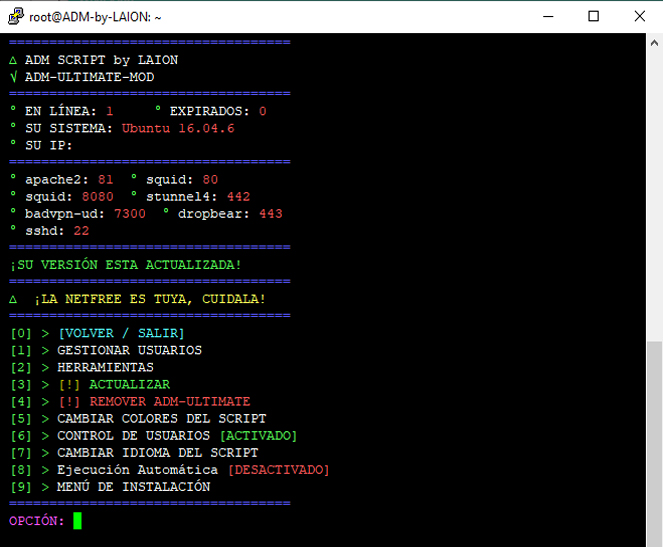 root@ADM-by-LAION: ~
===================================
∆ ADM SCRIPT by LAION
√ ADM-ULTIMATE-MOD
===================================
° EN LÍNEA: 1 ° EXPIRADOS: 0
° SU SISTEMA: Ubuntu 16.04.6
° SU IP:
===================================
° apache2: 81 ° squid: 80
° squid: 8080 ° stunnel4: 442
° badvpn-ud: 7300 ° dropbear: 443
° sshd: 22
===================================
¡SU VERSIÓN ESTA ACTUALIZADA!
===================================
∆ ¡LA NETFREE ES TUYA, CUIDALA!
===================================
[0] > [VOLVER / SALIR]
[1] > GESTIONAR USUARIOS
[2] > HERRAMIENTAS
[3] > [!] ACTUALIZAR
[4] > [!] REMOVER ADM-ULTIMATE
[5] > CAMBIAR COLORES DEL SCRIPT
[6] > CONTROL DE USUARIOS [ACTIVADO]
[7] > CAMBIAR IDIOMA DEL SCRIPT
[8] > Ejecución Automática [DESACTIVADO]
[9] > MENÚ DE INSTALACIÓN
===================================
OPCIÓN: